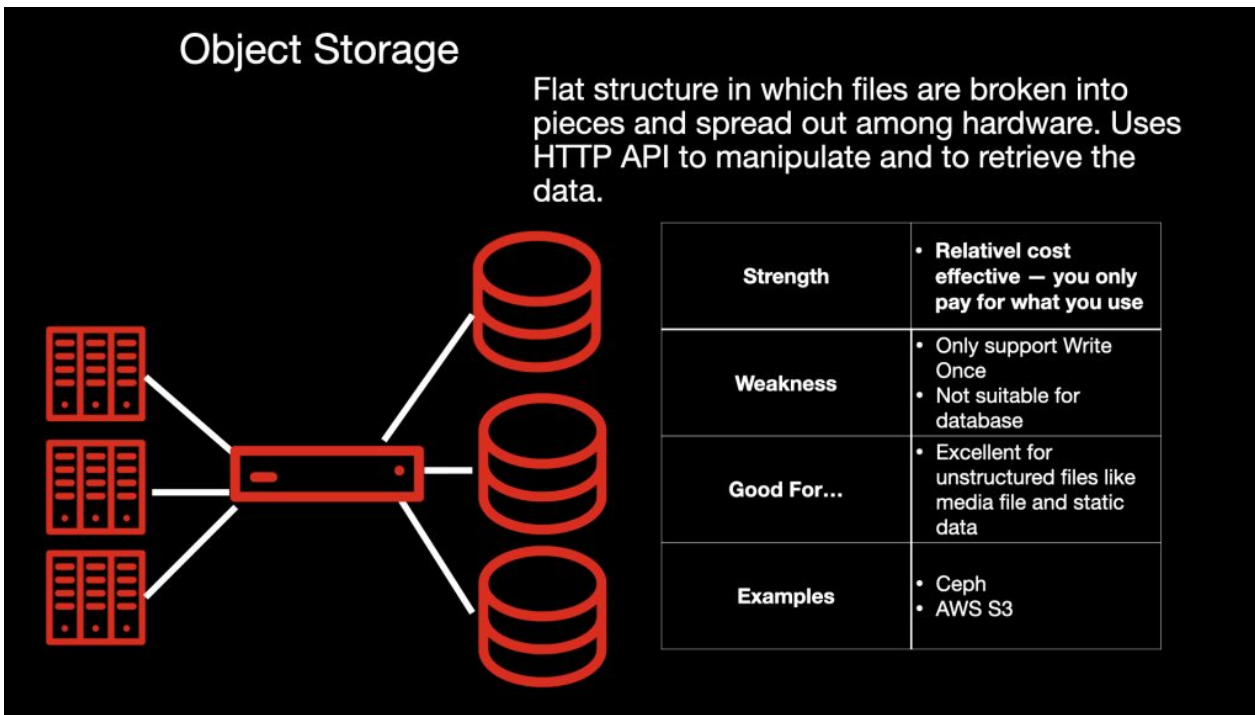 Object Storage
Flat structure in which files are broken into
pieces and spread out among hardware. Uses
HTTP API to manipulate and to retrieve the
data.
Strength
• Relativel cost
effective — you only
pay for what you use
Weakness
• Only support Write
Once
• Not suitable for
database
Good For...
• Excellent for
unstructured files like
media file and static
data
Examples
• Ceph
• AWS S3